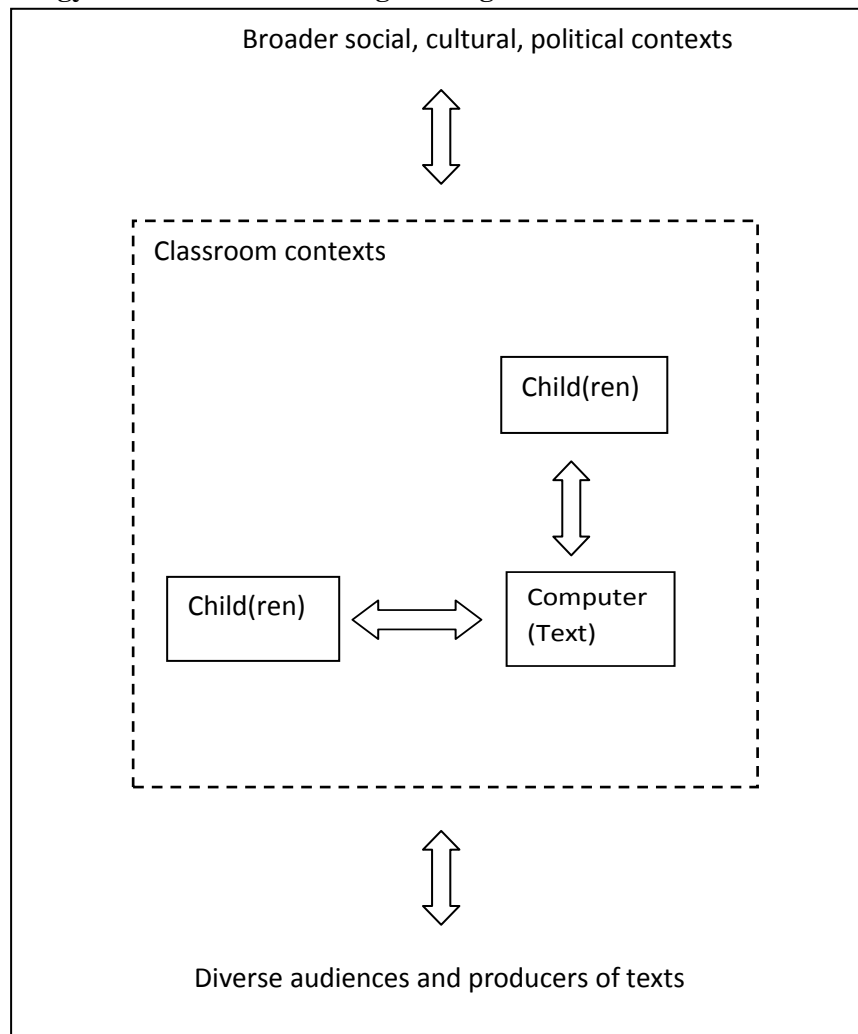 Broader social, cultural, political contexts
Classroom contexts
Child(ren)
Child(ren)
Computer
(Text)
Diverse audiences and producers of texts